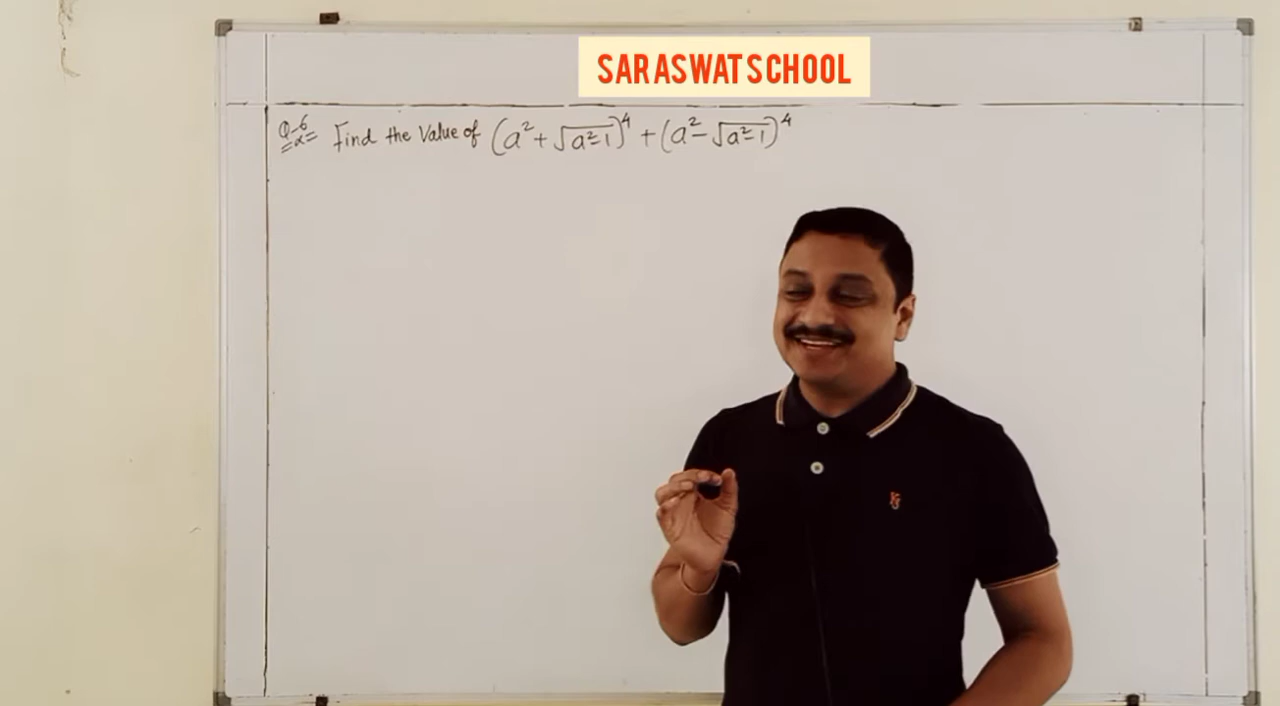 SARASWAT SCHOOL
Q-6 Find the Value of (a² + √a²-1)⁴ + (a² - √a²-1)⁴